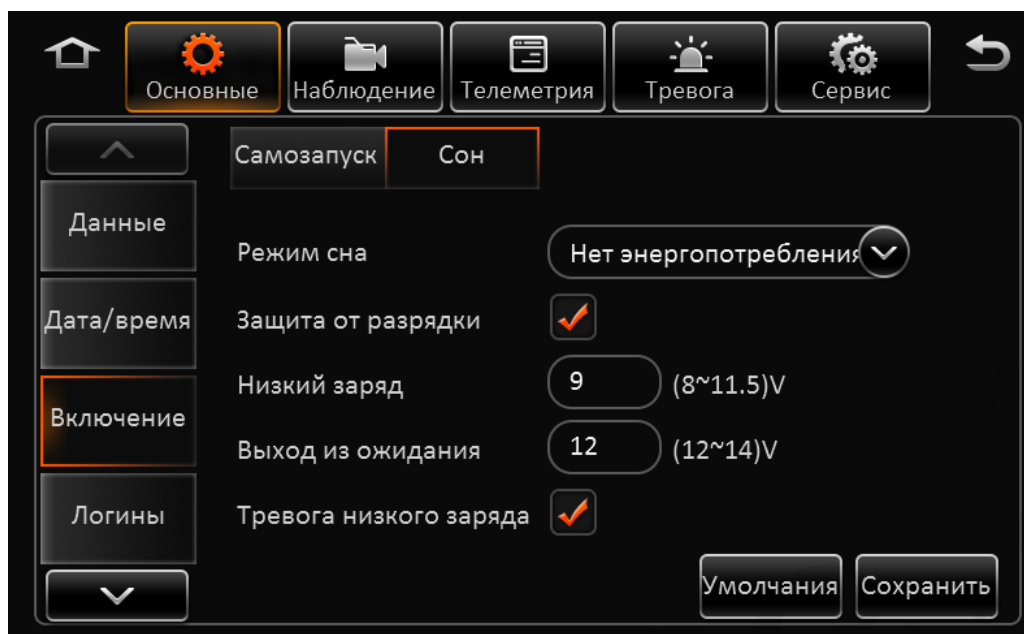 Основные
Наблюдение
Телеметрия
Тревога
Сервис
Самозапуск
Сон
Данные
Дата/время
Включение
Логины
Режим сна
Нет энергопотребления
Защита от разрядки
Низкий заряд
9
(8~11.5)V
Выход из ожидания
12
(12~14)V
Тревога низкого заряда
Умолчания
Сохранить